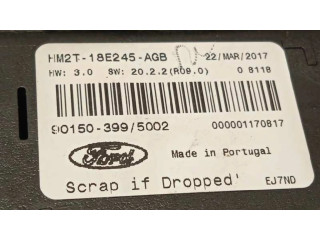 HM2T-18E245-AGB 22/MAR/2017
HW: 3.0 SW: 20.2.2(R09.0) 0 8118
90150-399/5002 000001170817
Ford Made in Portugal
Scrap if Dropped' EJ7ND